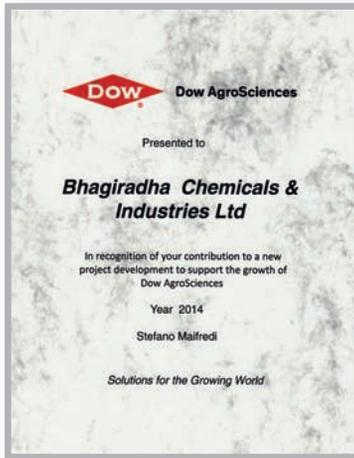 DOW
®
Dow AgroSciences
Presented to
Bhagiradha Chemicals &
Industries Ltd
In recognition of your contribution to a new
project development to support the growth of
Dow AgroSciences
Year 2014
Stefano Maifredi
Solutions for the Growing World